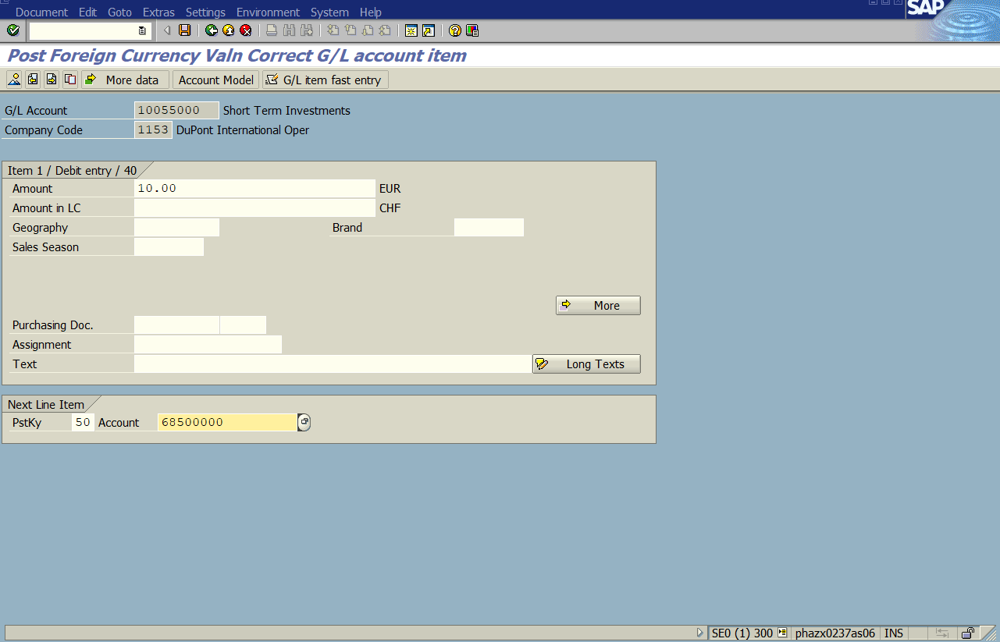 Document Edit Goto Extras Settings Environment System Help
SAP
Post Foreign Currency Valn Correct G/L account item
More data Account Model G/L item fast entry
G/L Account 10055000 Short Term Investments
Company Code 1153 DuPont International Oper
Item 1 / Debit entry / 40
Amount 10.00 EUR
Amount in LC CHF
Geography Brand
Sales Season
More
Purchasing Doc.
Assignment
Text Long Texts
Next Line Item
PstKy 50 Account 68500000
SE0 (1) 300 phazx0237as06 INS